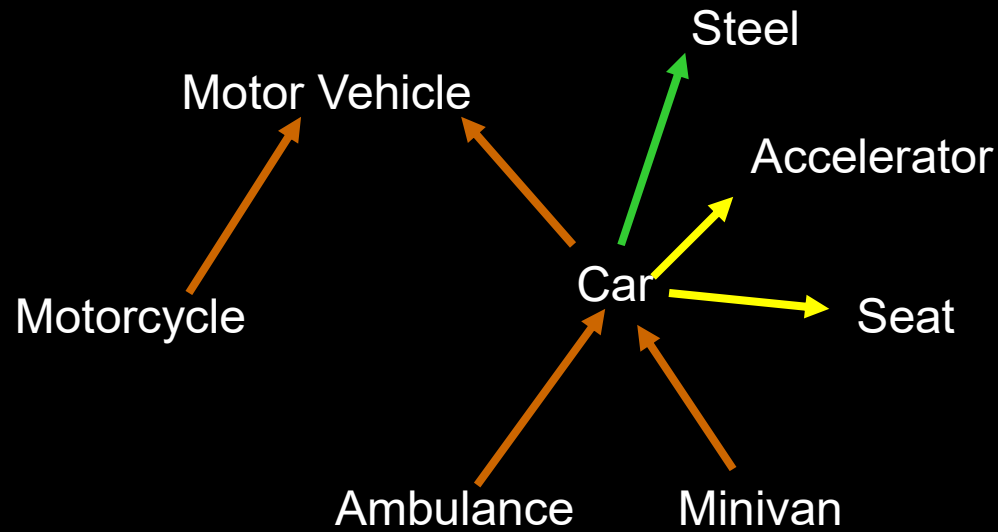 Steel
Motor Vehicle
Accelerator
Car
Motorcycle
Seat
Ambulance
Minivan